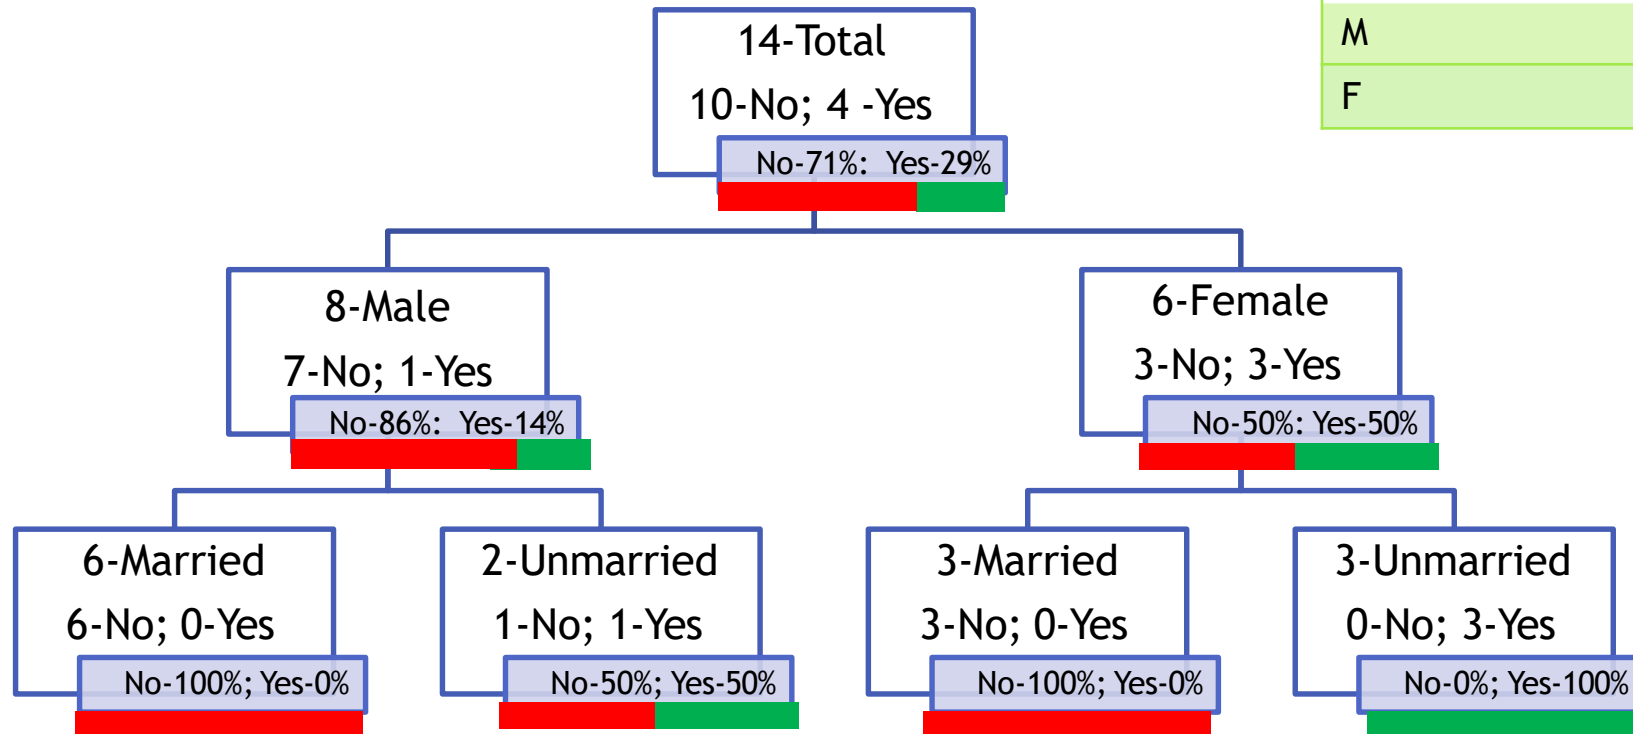 14-Total
10-No; 4 -Yes
No-71%: Yes-29%
M
F
8-Male
7-No; 1-Yes
No-86%: Yes-14%
6-Female
3-No; 3-Yes
No-50%: Yes-50%
6-Married
6-No; 0-Yes
No-100%; Yes-0%
2-Unmarried
1-No; 1-Yes
No-50%; Yes-50%
3-Married
3-No; 0-Yes
No-100%; Yes-0%
3-Unmarried
0-No; 3-Yes
No-0%; Yes-100%